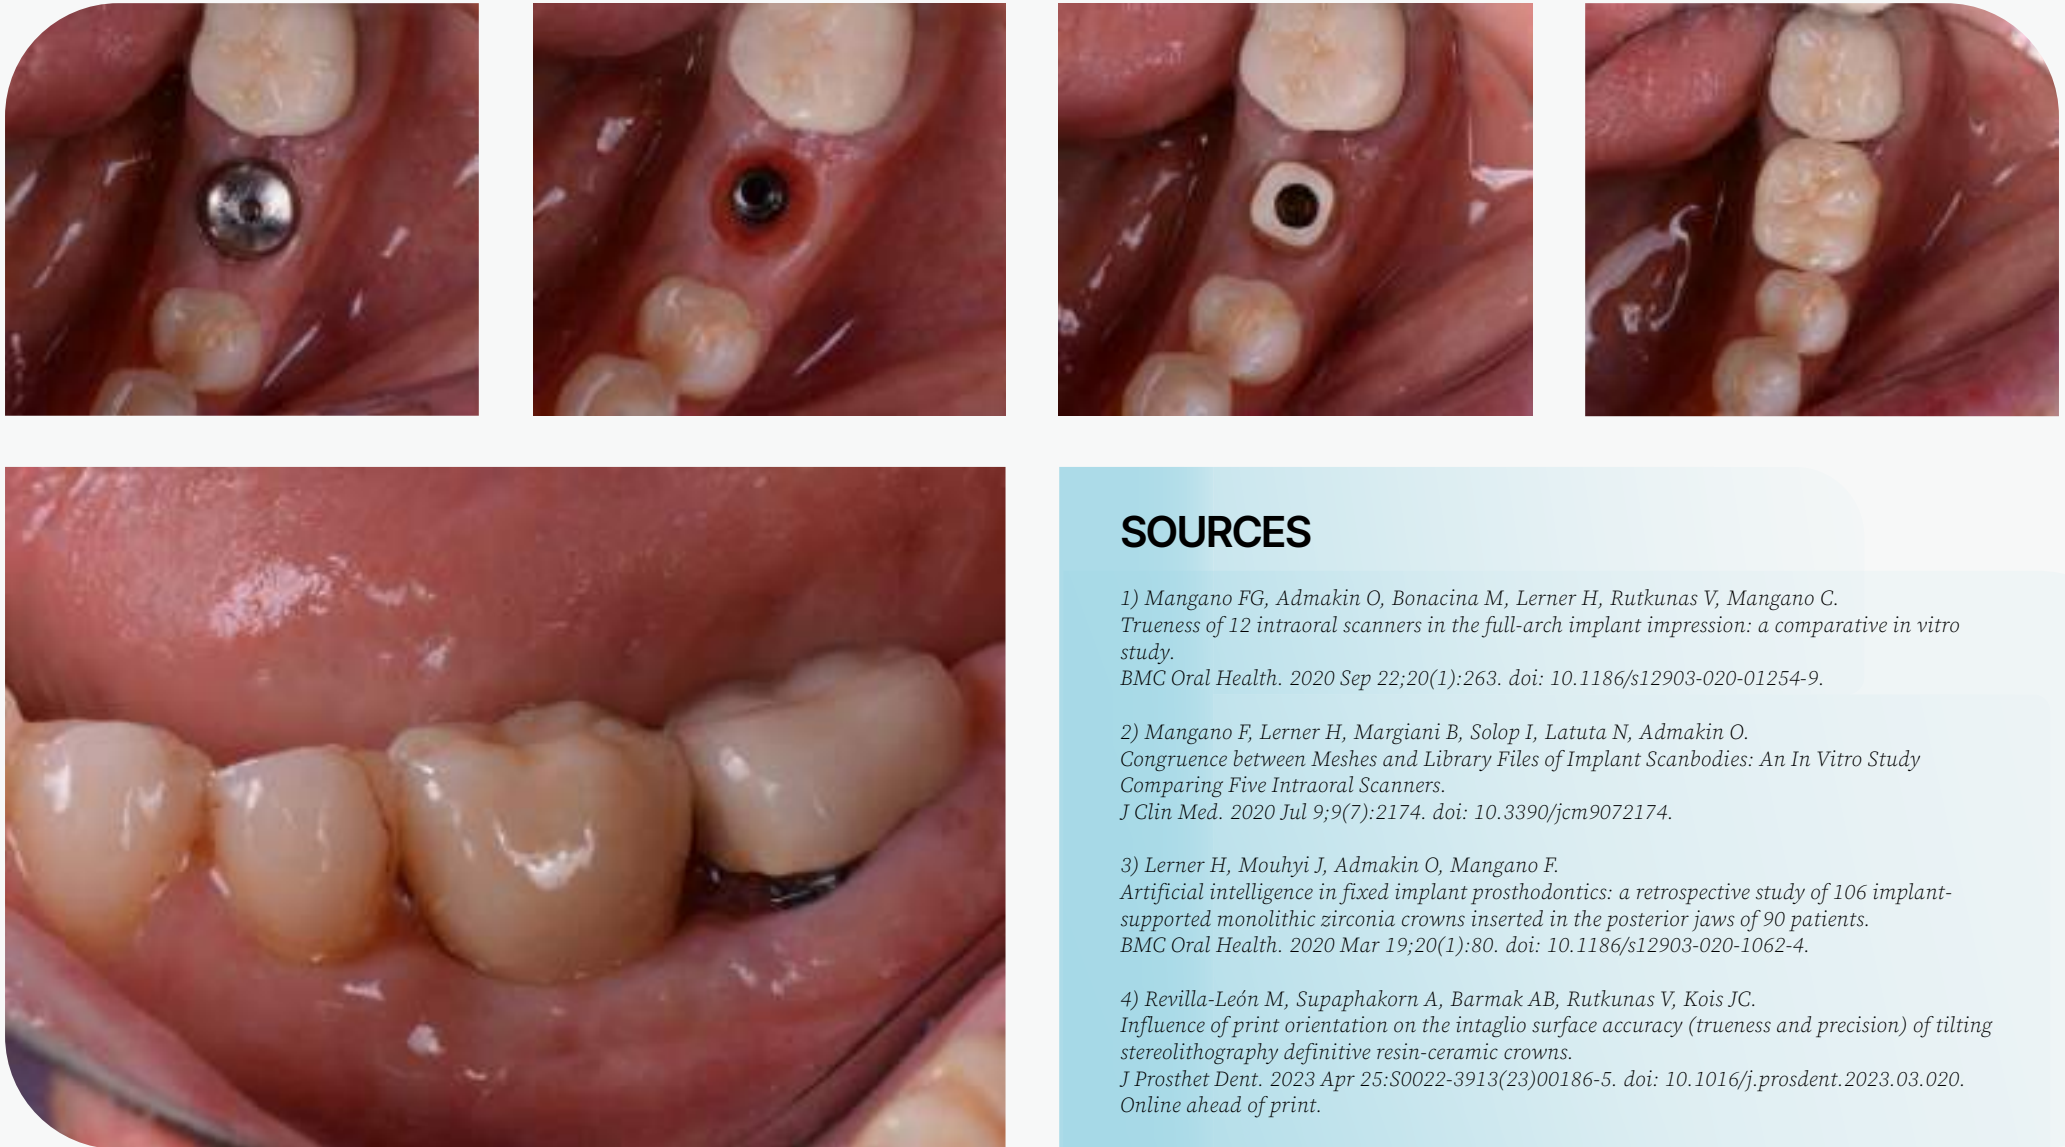 SOURCES
1) Mangano FG, Admakin O, Bonacina M, Lerner H, Rutkunas V, Mangano C.
Trueness of 12 intraoral scanners in the full-arch implant impression: a comparative in vitro
study.
BMC Oral Health. 2020 Sep 22;20(1):263. doi: 10.1186/s12903-020-01254-9.
2) Mangano F, Lerner H, Margiani B, Solop I, Latuta N, Admakin O.
Congruence between Meshes and Library Files of Implant Scanbodies: An In Vitro Study
Comparing Five Intraoral Scanners.
J Clin Med. 2020 Jul 9;9(7):2174. doi: 10.3390/jcm9072174.
3) Lerner H, Mouhyi J, Admakin O, Mangano F.
Artificial intelligence in fixed implant prosthodontics: a retrospective study of 106 implant-
supported monolithic zirconia crowns inserted in the posterior jaws of 90 patients.
BMC Oral Health. 2020 Mar 19;20(1):80. doi: 10.1186/s12903-020-1062-4.
4) Revilla-León M, Supaphakorn A, Barmak AB, Rutkunas V, Kois JC.
Influence of print orientation on the intaglio surface accuracy (trueness and precision) of tilting
stereolithography definitive resin-ceramic crowns.
J Prosthet Dent. 2023 Apr 25:S0022-3913(23)00186-5. doi: 10.1016/j.prosdent.2023.03.020.
Online ahead of print.